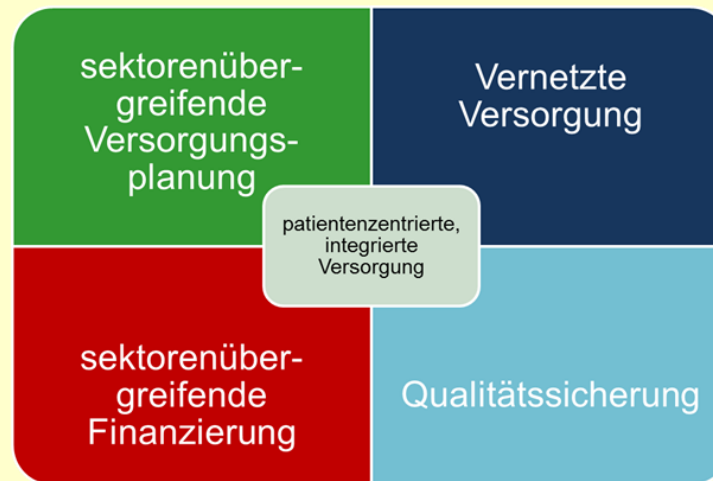 sektorenüber-
greifende
Versorgungs-
planung
Vernetzte
Versorgung
patientenzentrierte,
integrierte
Versorgung
sektorenüber-
greifende
Finanzierung
Qualitätssicherung